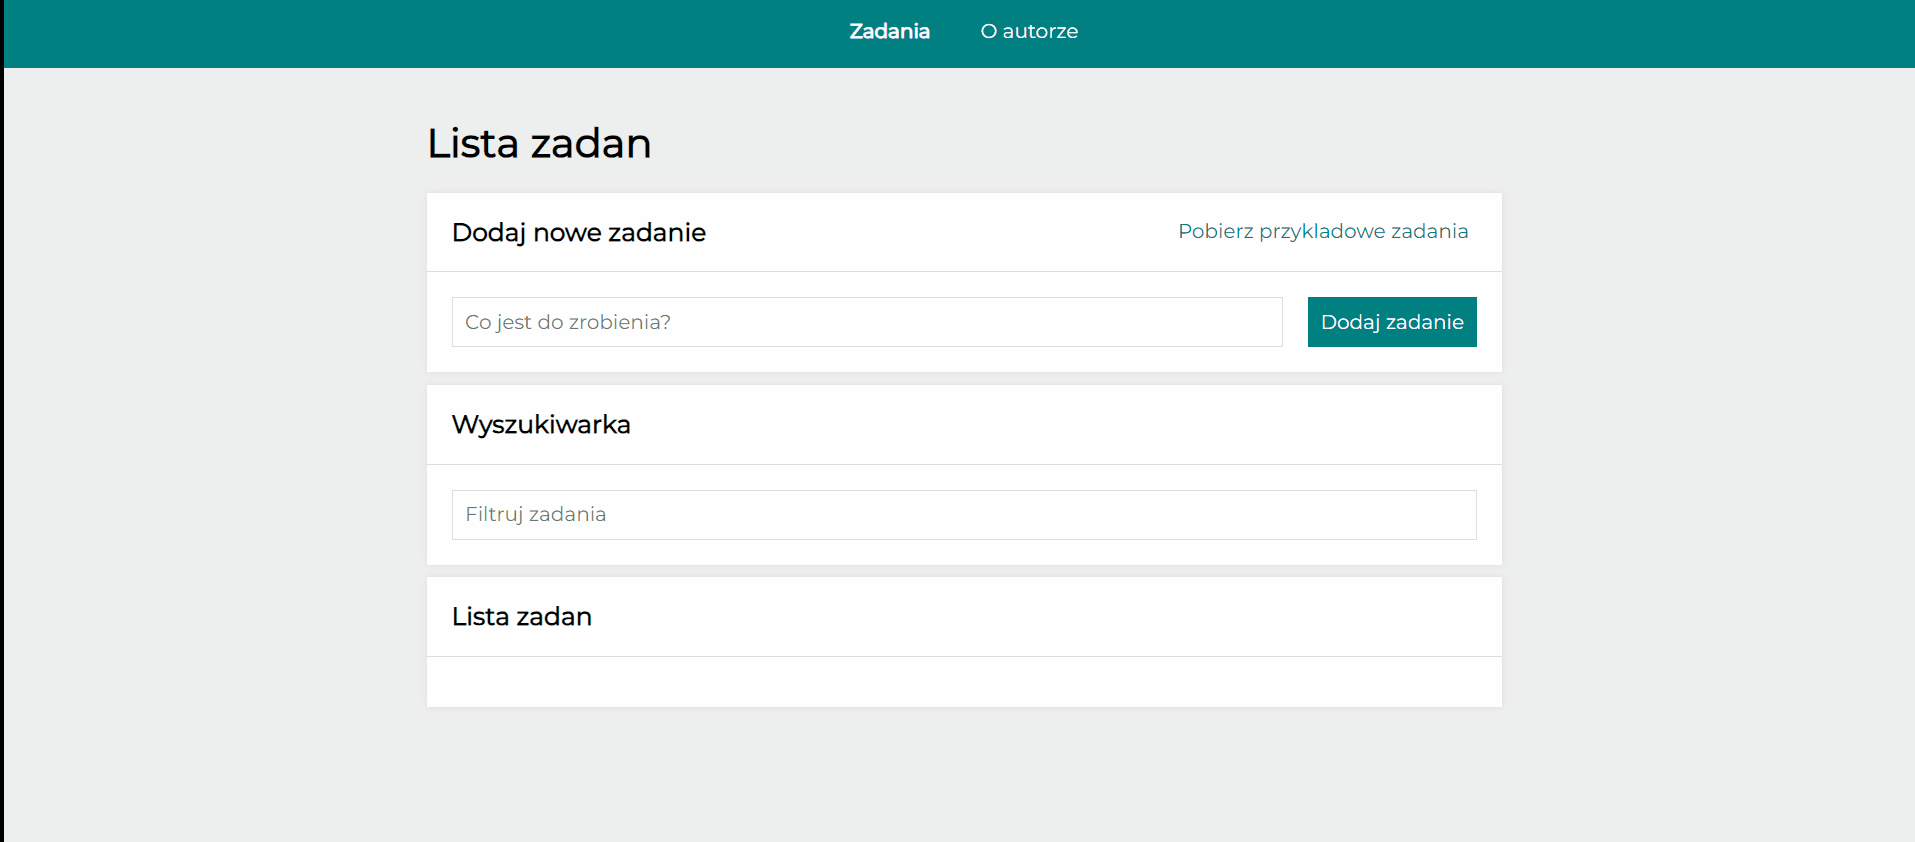 Zadania O autorze
Lista zadan
Dodaj nowe zadanie Pobierz przykladowe zadania
Co jest do zrobienia? Dodaj zadanie
Wyszukiwarka
Filtruj zadania
Lista zadan